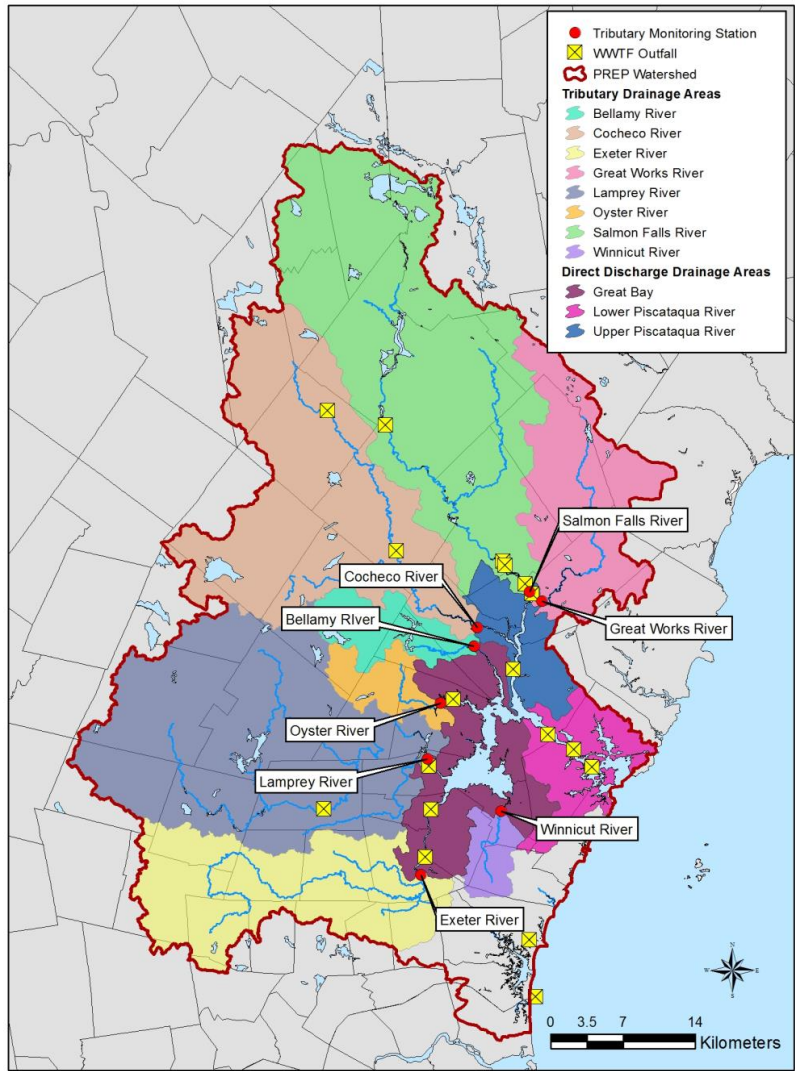 Tributary Monitoring Station
WWTF Outfall
PREP Watershed
Tributary Drainage Areas
Bellamy River
Cocheco River
Exeter River
Great Works River
Lamprey River
Oyster River
Salmon Falls River
Winnicut River
Direct Discharge Drainage Areas
Great Bay
Lower Piscataqua River
Upper Piscataqua River
Salmon Falls River
Cocheco River
Bellamy RIver
Great Works River
Oyster River
Lamprey River
Winnicut River
Exeter River
N
W E
S
0 3.5 7 14
Kilometers